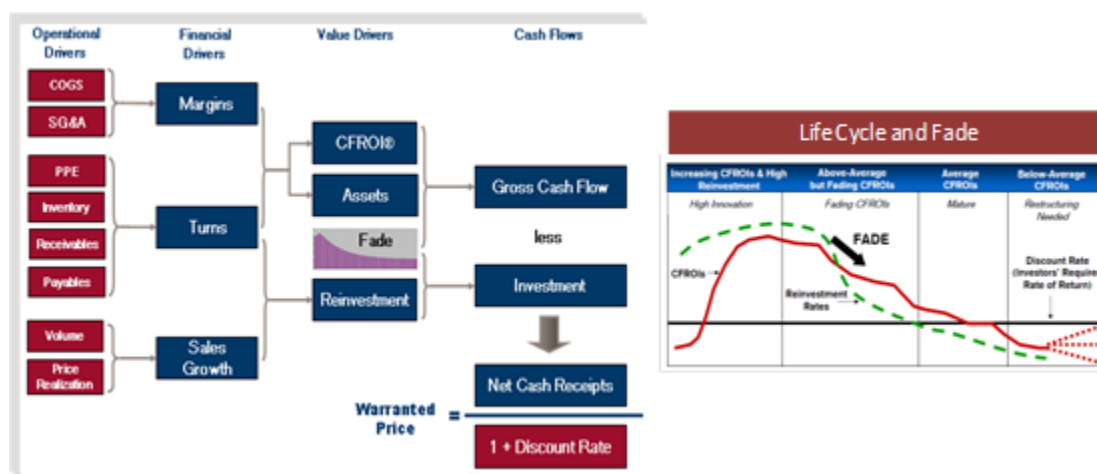 Operational
Drivers
COGS
SG&A
PPE
Inventory
Receivables
Payables
Volume
Price
Realization
Financial
Drivers
Margins
Turns
Sales
Growth
Value Drivers
CFROI®
Assets
Fade
Reinvestment
Cash Flows
Gross Cash Flow
less
Investment
Net Cash Receipts
Warranted
Price
=
1 + Discount Rate
Life Cycle and Fade
Increasing CFROIs & High
Reinvestment
Above-Average
but Fading CFROIs
Average
CFROIs
Below-Average
CFROIs
High Innovation
Fading CFROIs
Mature
Restructuring
Needed
FADE
CFROIs
Reinvestment
Rates
Discount Rate
(Investors' Require
Rate of Return)